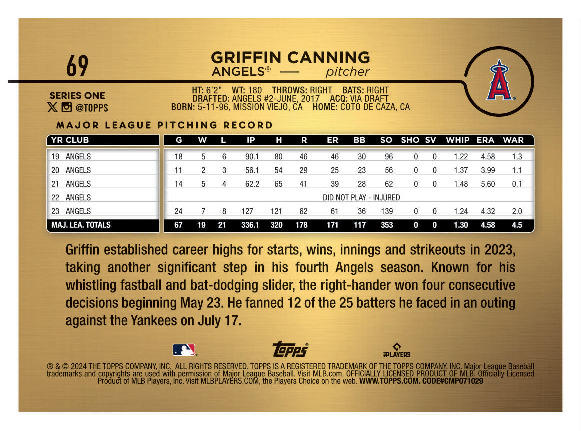 69
GRIFFIN CANNING
ANGELS® — pitcher
SERIES ONE
@TOPPS
HT: 6'2" WT: 180 THROWS: RIGHT BATS: RIGHT
DRAFTED: ANGELS #2-JUNE, 2017 ACQ: VIA DRAFT
BORN: 5-11-96, MISSION VIEJO, CA HOME: COTO DE CAZA, CA
A
MAJOR LEAGUE PITCHING RECORD
YR CLUB G W L IP H R ER BB SO SHO SV WHIP ERA WAR
19 ANGELS 18 5 6 90.1 80 46 46 30 96 0 0 1.22 4.58 1.3
20 ANGELS 11 2 3 56.1 54 29 25 23 56 0 0 1.37 3.99 1.1
21 ANGELS 14 5 4 62.2 65 41 39 28 62 0 0 1.48 5.60 0.1
22 ANGELS DID NOT PLAY - INJURED
23 ANGELS 24 7 8 127 121 62 61 36 139 0 0 1.24 4.32 2.0
MAJ. LEA. TOTALS 67 19 21 336.1 320 178 171 117 353 0 0 1.30 4.58 4.5
Griffin established career highs for starts, wins, innings and strikeouts in 2023,
taking another significant step in his fourth Angels season. Known for his
whistling fastball and bat-dodging slider, the right-hander won four consecutive
decisions beginning May 23. He fanned 12 of the 25 batters he faced in an outing
against the Yankees on July 17.
Topps
PLAYERS
® & © 2024 THE TOPPS COMPANY, INC. ALL RIGHTS RESERVED. TOPPS IS A REGISTERED TRADEMARK OF THE TOPPS COMPANY, INC. Major League Baseball
trademarks and copyrights are used with permission of Major League Baseball. Visit MLB.com. OFFICIALLY LICENSED PRODUCT OF MLB. Officially Licensed
Product of MLB Players, Inc. Visit MLBPLAYERS.COM, the Players Choice on the web. WWW.TOPPS.COM. CODE#CMP071029